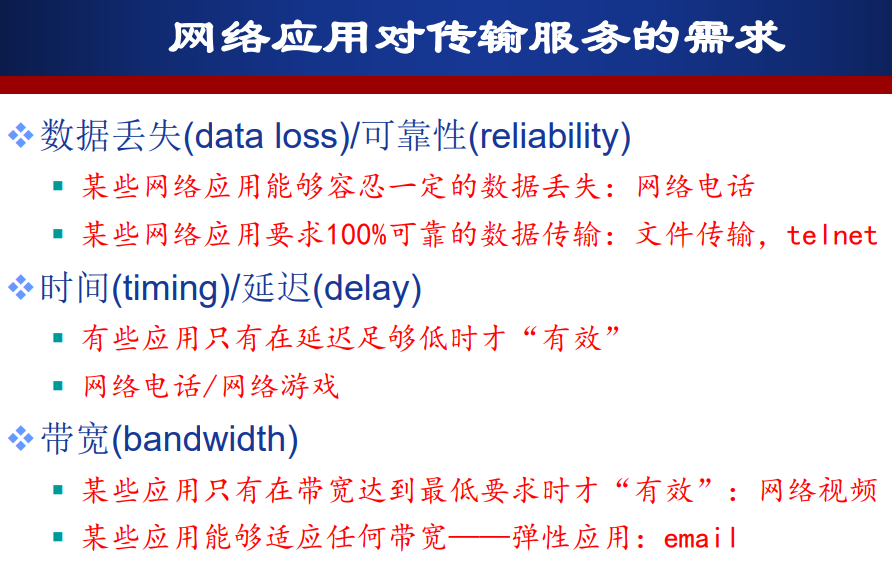 网络应用对传输服务的需求
数据丢失(data loss)/可靠性(reliability)
某些网络应用能够容忍一定的数据丢失：网络电话
某些网络应用要求100%可靠的数据传输：文件传输，telnet
时间(timing)/延迟(delay)
有些应用只有在延迟足够低时才“有效”
网络电话/网络游戏
带宽(bandwidth)
某些应用只有在带宽达到最低要求时才“有效”：网络视频
某些应用能够适应任何带宽——弹性应用：email